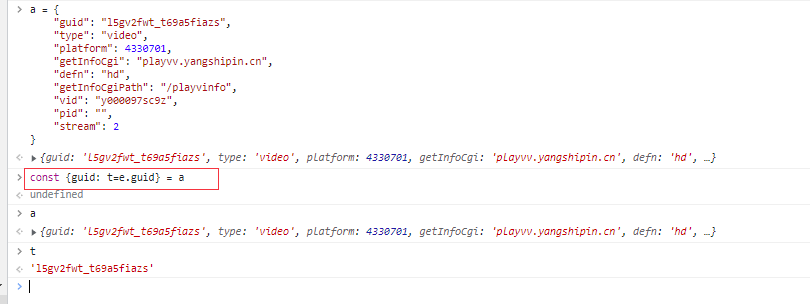 > a = {
"guid": "l5gv2fwt_t69a5fiazs",
"type": "video",
"platform": 4330701,
"getInfoCgi": "playvv.yangshipin.cn",
"defn": "hd",
"getInfoCgiPath": "/playvinfo",
"vid": "y000097sc9z",
"pid": "",
"stream": 2
}
{guid: 'l5gv2fwt_t69a5fiazs', type: 'video', platform: 4330701, getInfoCgi: 'playvv.yangshipin.cn', defn: 'hd', …}
> const {guid: t=e.guid} = a
undefined
> a
{guid: 'l5gv2fwt_t69a5fiazs', type: 'video', platform: 4330701, getInfoCgi: 'playvv.yangshipin.cn', defn: 'hd', …}
> t
'l5gv2fwt_t69a5fiazs'
>